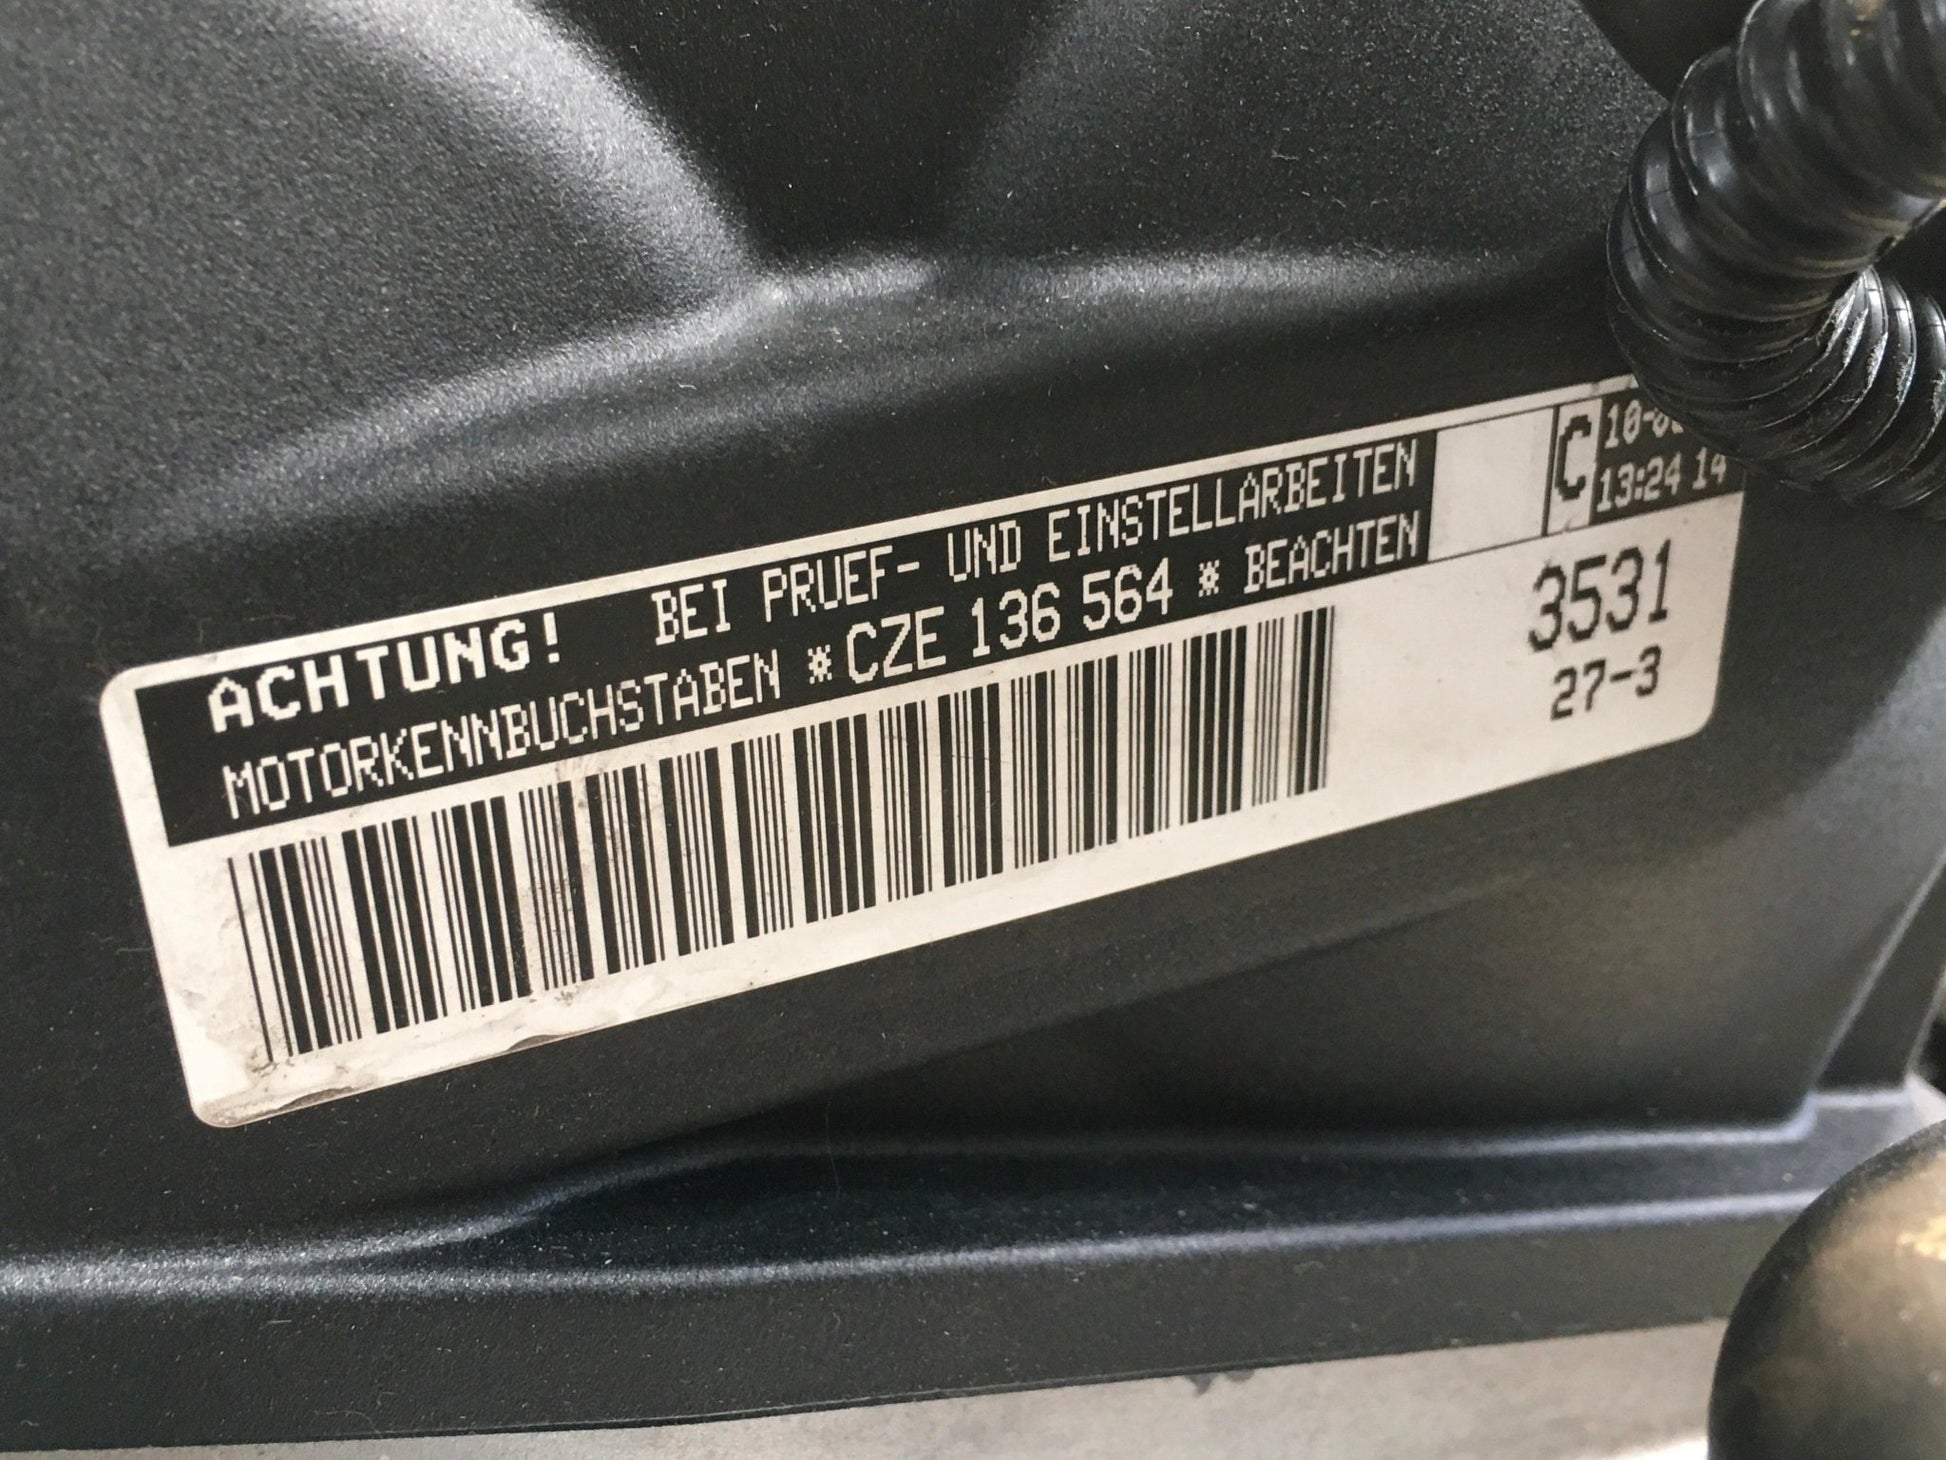 ACHTUNG! BEI PRUEF- UND EINSTELLARBEITEN
MOTORKENNBUCHSTABEN *CZE 136 564 * BEACHTEN
C
13:24 14
3531
27-3